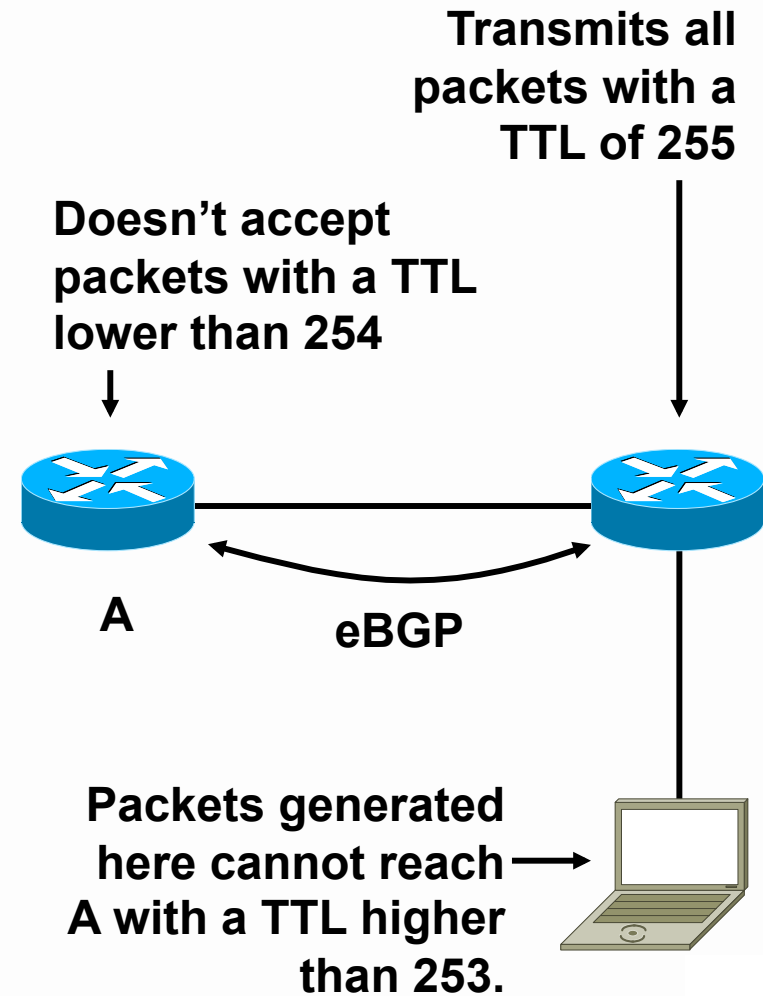 Transmits all
packets with a
TTL of 255
Doesn’t accept
packets with a TTL
lower than 254
A
eBGP
Packets generated
here cannot reach
A with a TTL higher
than 253.